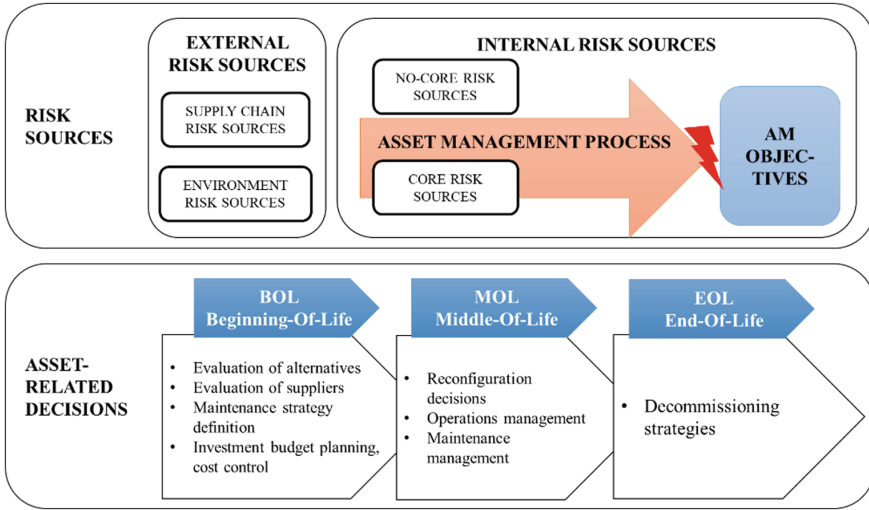 EXTERNAL
RISK SOURCES
INTERNAL RISK SOURCES
RISK
SOURCES
SUPPLY CHAIN
RISK SOURCES
ENVIRONMENT
RISK SOURCES
NO-CORE RISK
SOURCES
ASSET MANAGEMENT PROCESS
CORE RISK
SOURCES
AM
OBJEC-
TIVES
ASSET-
RELATED
DECISIONS
BOL
Beginning-Of-Life
• Evaluation of alternatives
• Evaluation of suppliers
• Maintenance strategy
definition
• Investment budget planning,
cost control
MOL
Middle-Of-Life
• Reconfiguration
decisions
• Operations management
• Maintenance
management
EOL
End-Of-Life
• Decommissioning
strategies